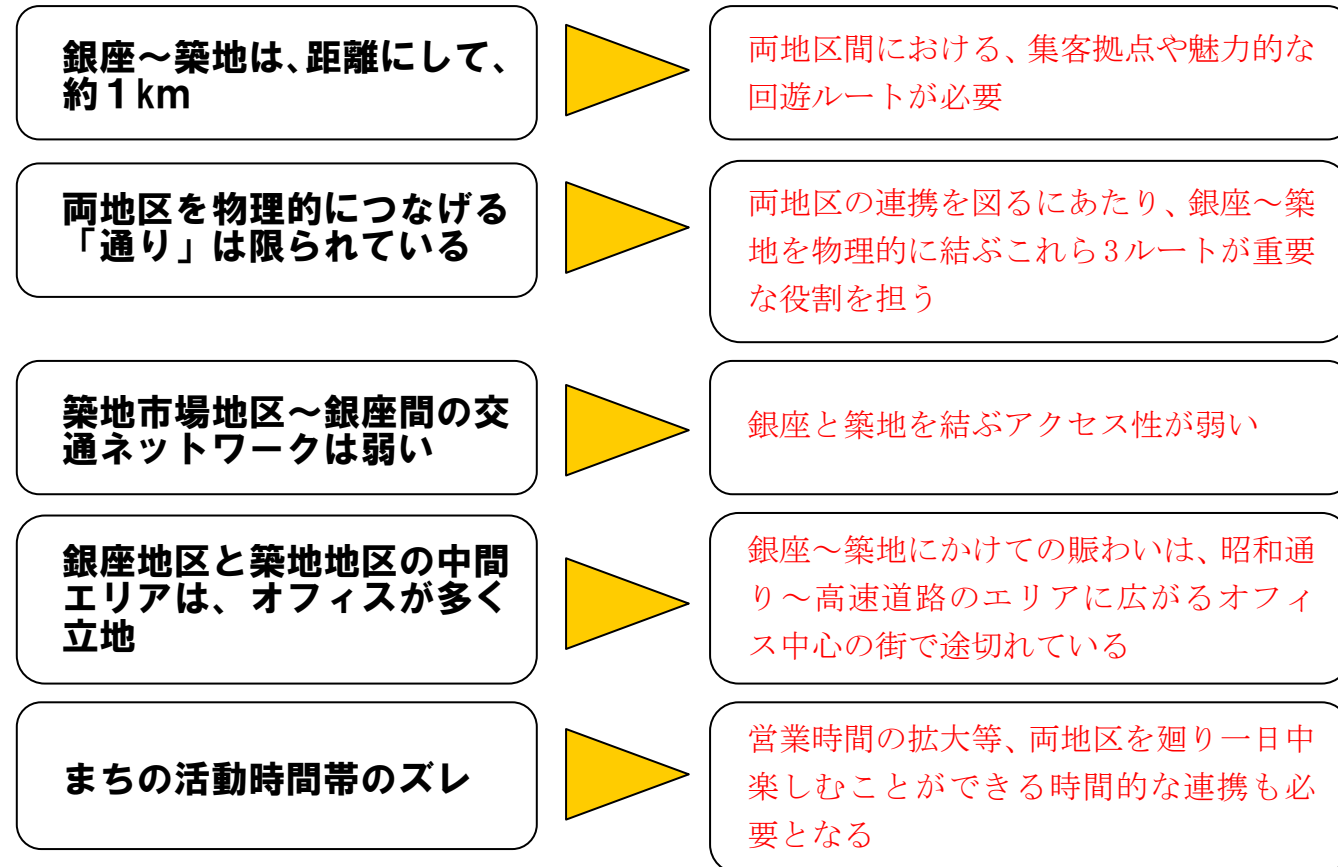 銀座～築地は、距離にして、
約１km
両地区間における、集客拠点や魅力的な
回遊ルートが必要
両地区を物理的につなげる
「通り」は限られている
両地区の連携を図るにあたり、銀座～築
地を物理的に結ぶこれら3ルートが重要
な役割を担う
築地市場地区～銀座間の交
通ネットワークは弱い
銀座と築地を結ぶアクセス性が弱い
銀座地区と築地地区の中間
エリアは、オフィスが多く
立地
銀座～築地にかけての賑わいは、昭和通
り～高速道路のエリアに広がるオフィ
ス中心の街で途切れている
まちの活動時間帯のズレ
営業時間の拡大等、両地区を廻り一日中
楽しむことができる時間的な連携も必
要となる